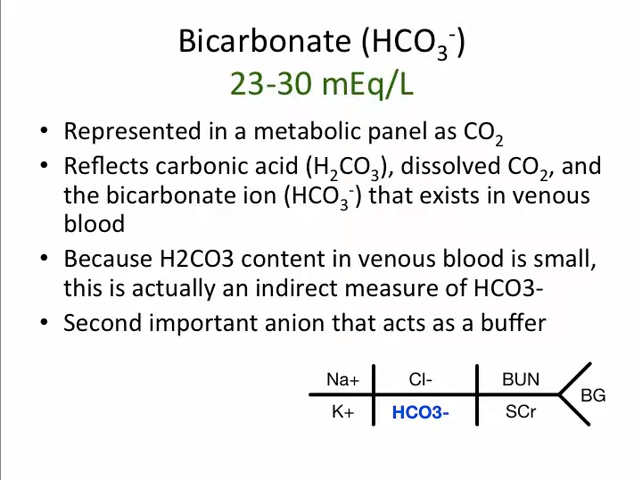 Bicarbonate (HCO₃⁻)
23-30 mEq/L
• Represented in a metabolic panel as CO₂
• Reflects carbonic acid (H₂CO₃), dissolved CO₂, and
the bicarbonate ion (HCO₃⁻) that exists in venous
blood
• Because H2CO3 content in venous blood is small,
this is actually an indirect measure of HCO3-
• Second important anion that acts as a buffer
Na+ Cl- BUN
BG
K+ HCO3- SCr